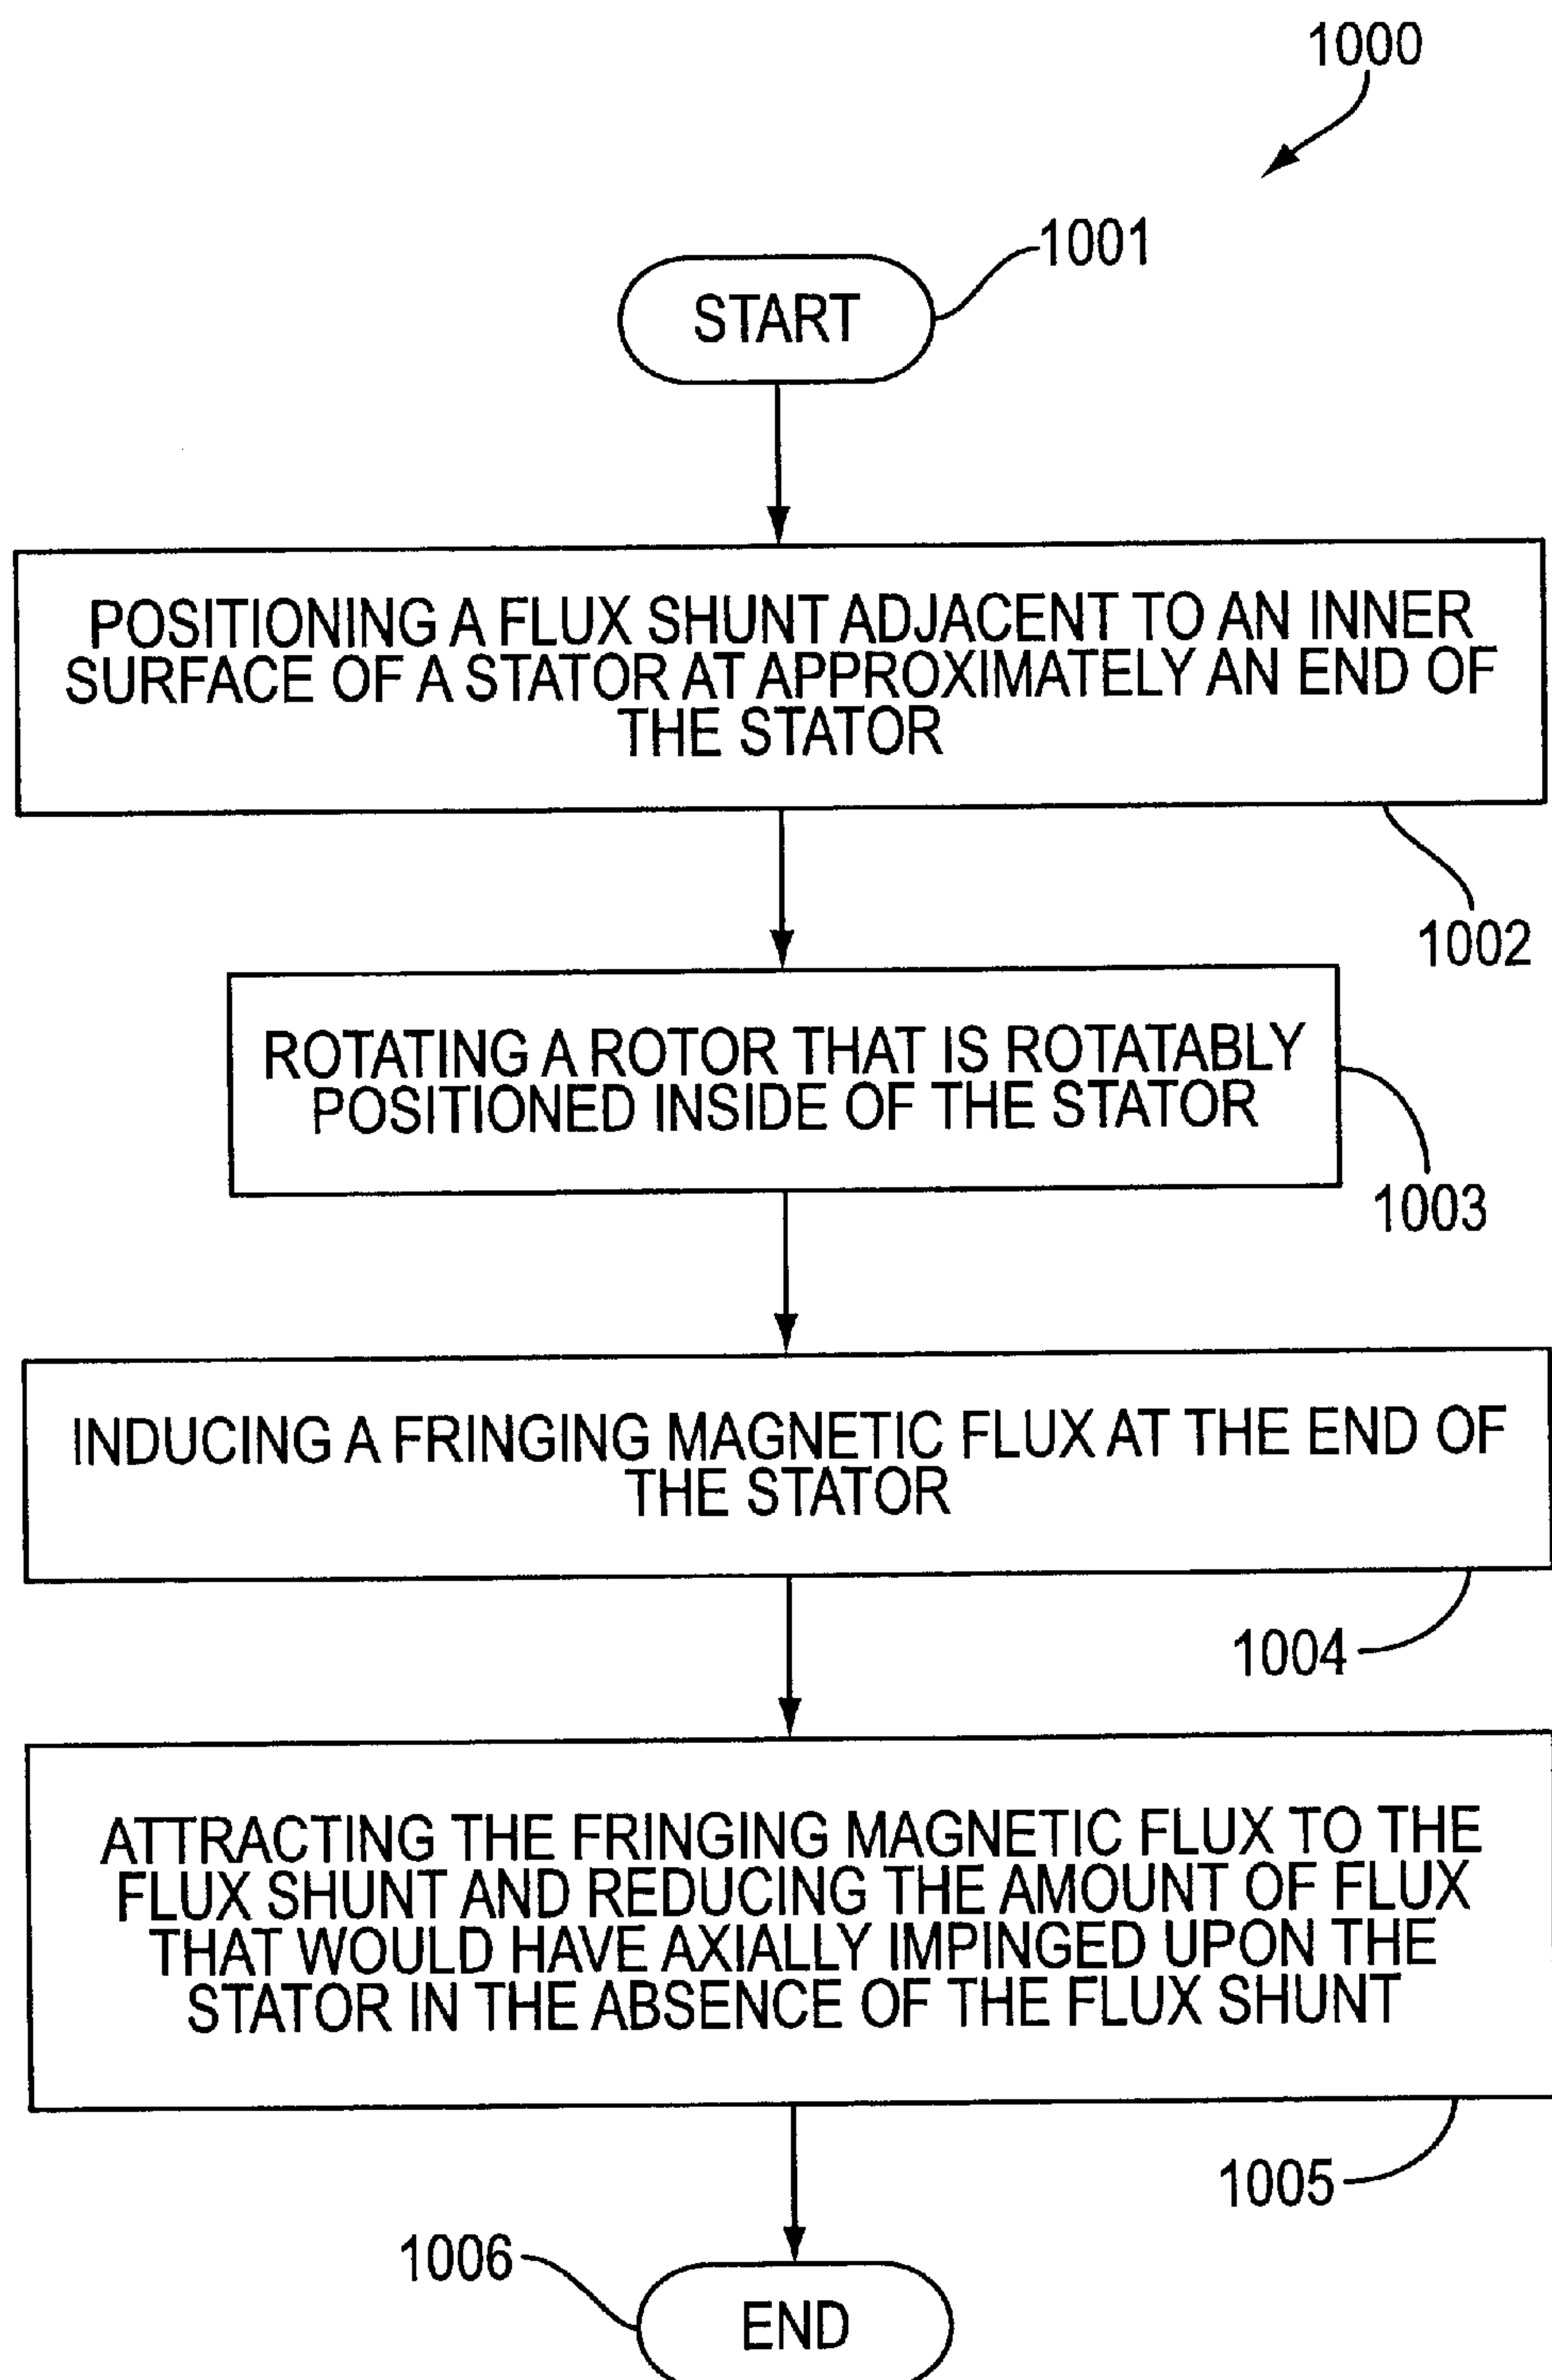 1000
1001
START
POSITIONING A FLUX SHUNT ADJACENT TO AN INNER
SURFACE OF A STATOR AT APPROXIMATELY AN END OF
THE STATOR
1002
ROTATING A ROTOR THAT IS ROTATABLY
POSITIONED INSIDE OF THE STATOR
1003
INDUCING A FRINGING MAGNETIC FLUX AT THE END OF
THE STATOR
1004
ATTRACTING THE FRINGING MAGNETIC FLUX TO THE
FLUX SHUNT AND REDUCING THE AMOUNT OF FLUX
THAT WOULD HAVE AXIALLY IMPINGED UPON THE
STATOR IN THE ABSENCE OF THE FLUX SHUNT
1005
1006
END